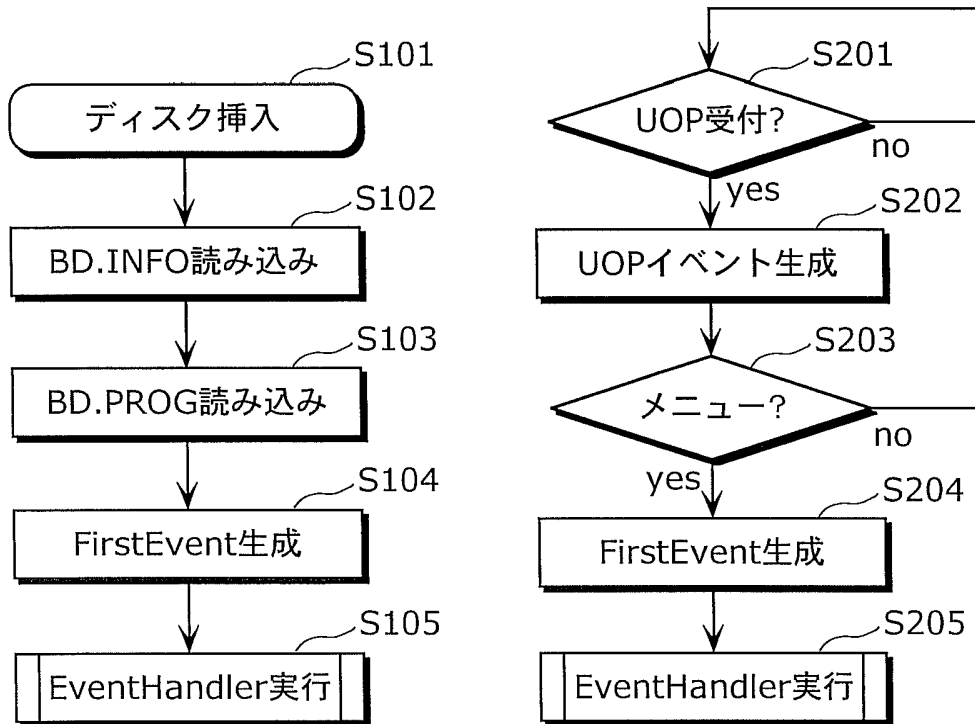 S101
ディスク挿入
S102
BD.INFO読み込み
S103
BD.PROG読み込み
S104
FirstEvent生成
S105
EventHandler実行
S201
UOP受付?
no
yes
S202
UOPイベント生成
S203
メニュー?
no
yes
S204
FirstEvent生成
S205
EventHandler実行